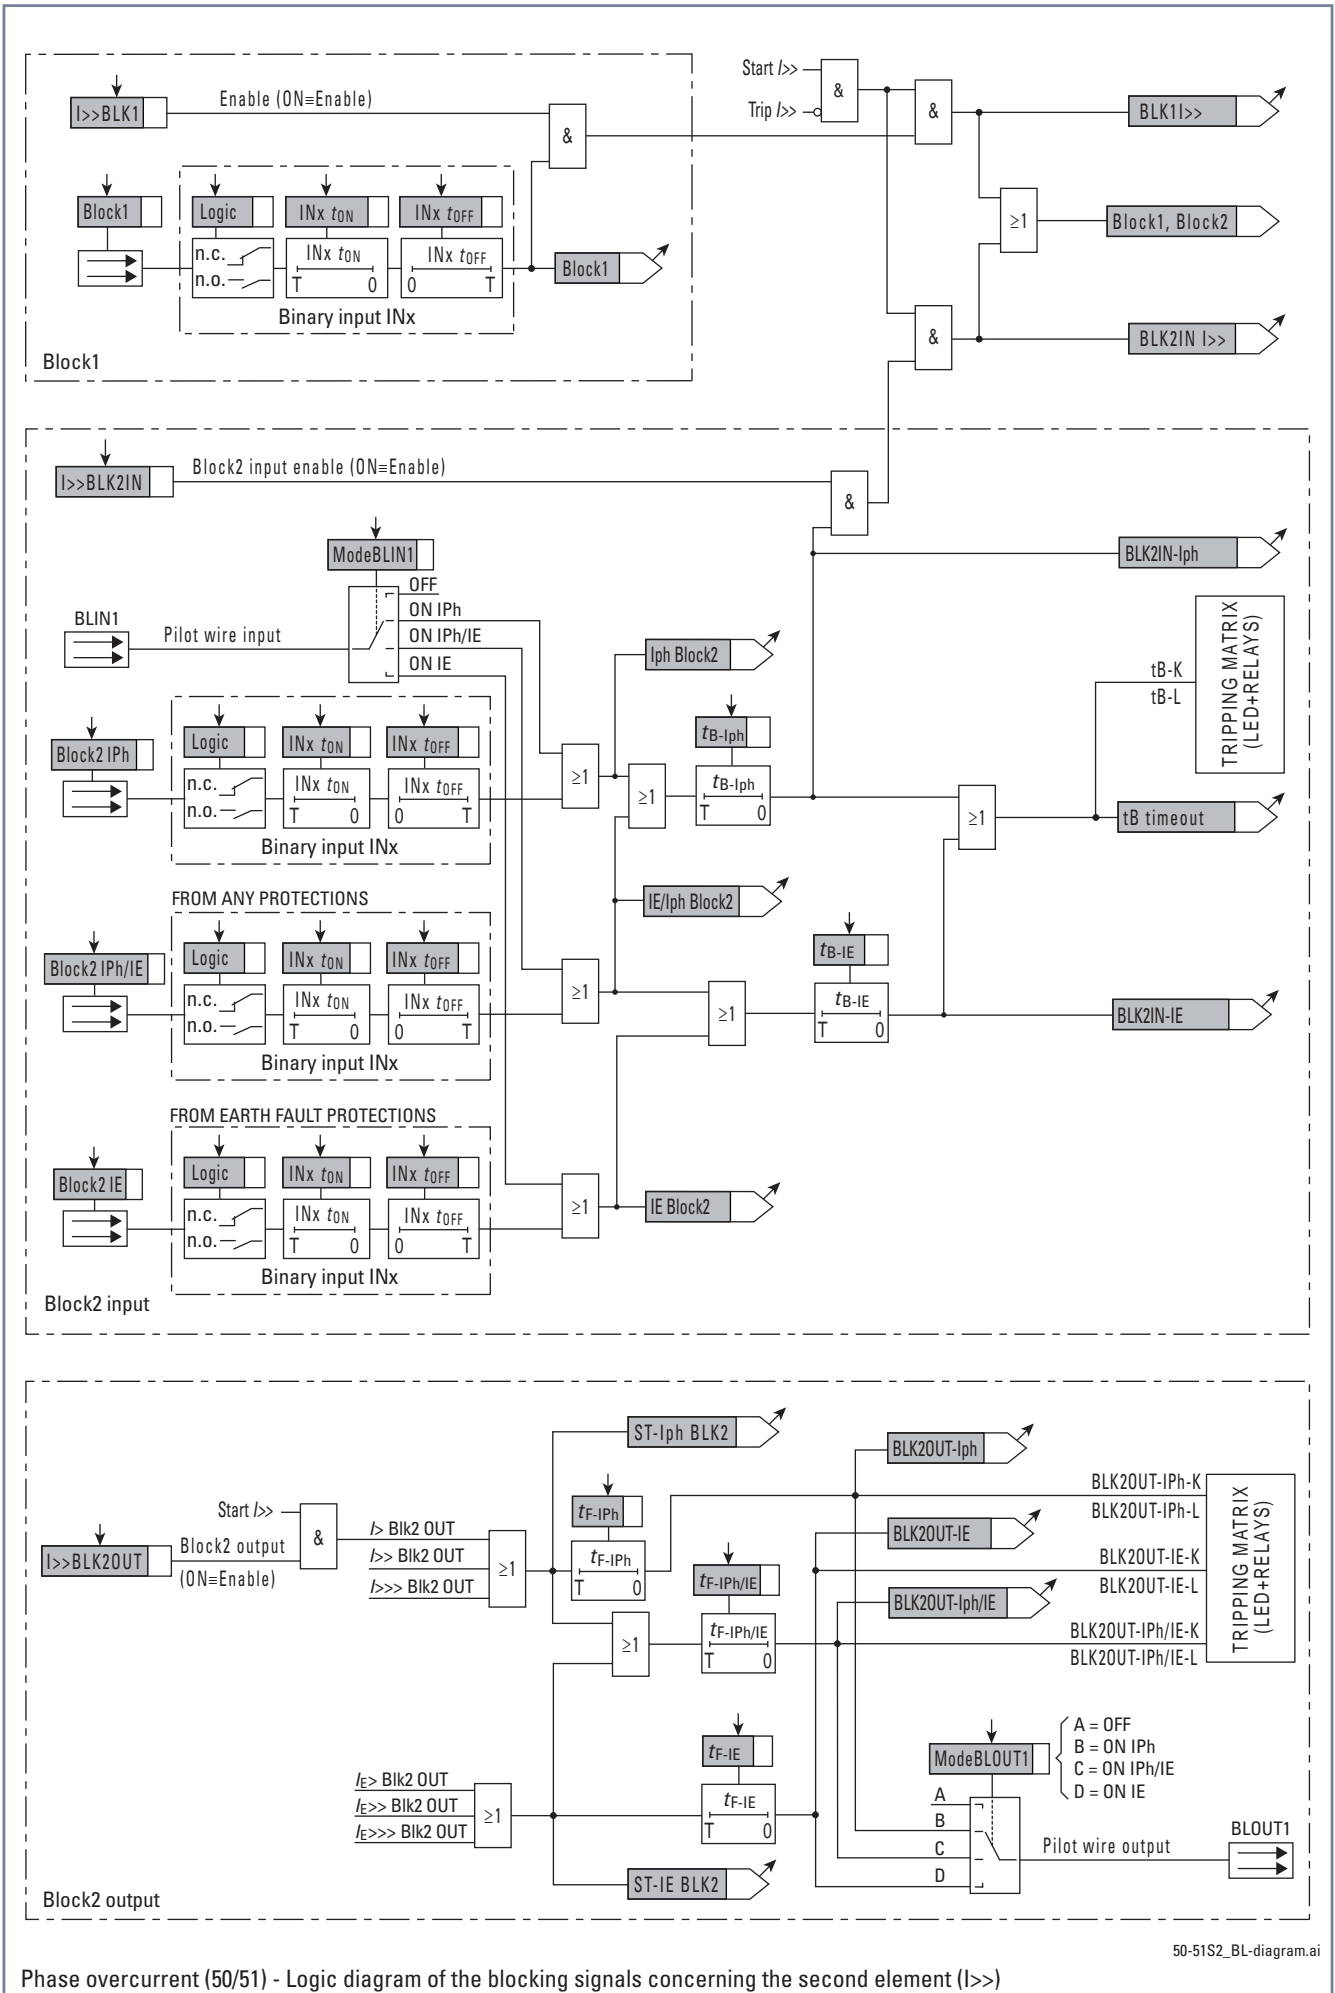 Start I>>
Trip I>>
&
&
BLK1I>>
I>>BLK1
Enable (ON≡Enable)
&
Block1
Logic
INx tON
INx tOFF
n.c.
n.o.
INx tON
T 0
INx tOFF
0 T
Binary input INx
Block1
Block1
≥1
Block1, Block2
&
BLK2IN I>>
I>>BLK2IN
Block2 input enable (ON≡Enable)
&
BLK2IN-Iph
ModeBLIN1
OFF
ON IPh
ON IPh/IE
ON IE
BLIN1
Pilot wire input
Iph Block2
tB-K
tB-L
TRIPPING MATRIX
(LED+RELAYS)
Block2 IPh
Logic
INx tON
INx tOFF
n.c.
n.o.
INx tON
T 0
INx tOFF
0 T
Binary input INx
≥1
≥1
tB-Iph
tB-Iph
T 0
≥1
tB timeout
IE/Iph Block2
FROM ANY PROTECTIONS
Block2 IPh/IE
Logic
INx tON
INx tOFF
n.c.
n.o.
INx tON
T 0
INx tOFF
0 T
Binary input INx
≥1
≥1
tB-IE
tB-IE
T 0
BLK2IN-IE
FROM EARTH FAULT PROTECTIONS
Block2 IE
Logic
INx tON
INx tOFF
n.c.
n.o.
INx tON
T 0
INx tOFF
0 T
Binary input INx
≥1
IE Block2
Block2 input
ST-Iph BLK2
BLK2OUT-Iph
I>>BLK2OUT
Start I>>
Block2 output
(ON≡Enable)
&
I> Blk2 OUT
I>> Blk2 OUT
I>>> Blk2 OUT
≥1
tF-IPh
tF-IPh
T 0
BLK2OUT-IE
tF-IPh/IE
≥1
tF-IPh/IE
T 0
BLK2OUT-Iph/IE
BLK2OUT-IPh-K
BLK2OUT-IPh-L
BLK2OUT-IE-K
BLK2OUT-IE-L
BLK2OUT-IPh/IE-K
BLK2OUT-IPh/IE-L
TRIPPING MATRIX
(LED+RELAYS)
IE> Blk2 OUT
IE>> Blk2 OUT
IE>>> Blk2 OUT
≥1
tF-IE
tF-IE
T 0
ST-IE BLK2
ModeBLOUT1
A = OFF
B = ON IPh
C = ON IPh/IE
D = ON IE
A
B
C
D
Pilot wire output
BLOUT1
Block2 output
50-51S2_BL-diagram.ai
Phase overcurrent (50/51) - Logic diagram of the blocking signals concerning the second element (I>>)